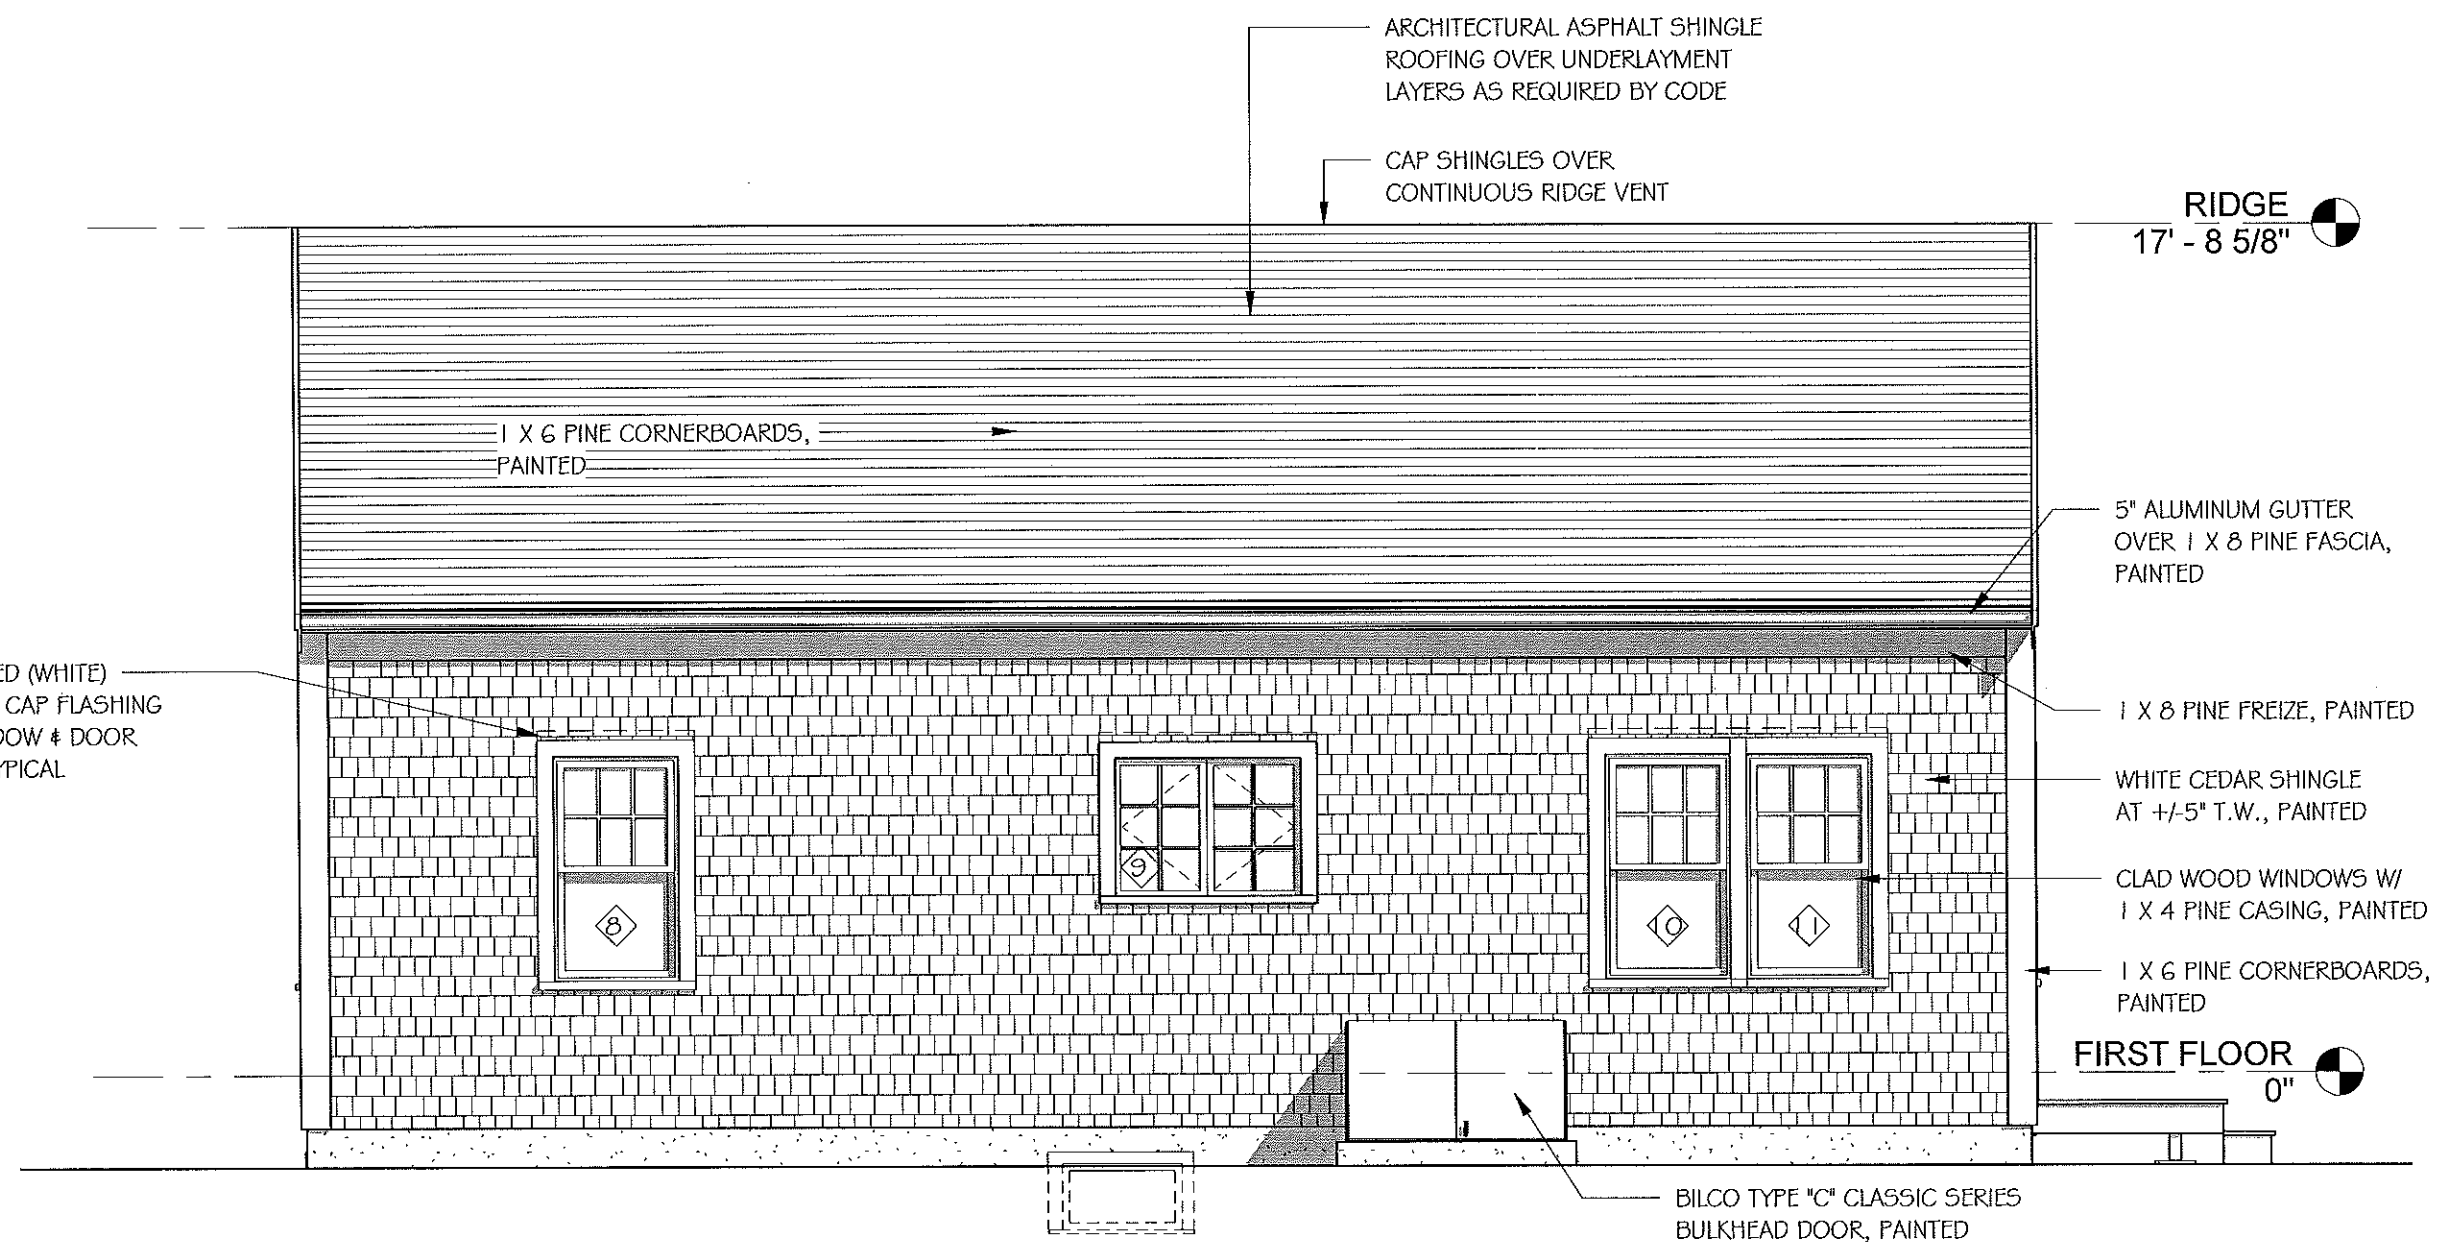 ARCHITECTURAL ASPHALT SHINGLE
ROOFING OVER UNDERLAYMENT
LAYERS AS REQUIRED BY CODE
CAP SHINGLES OVER
CONTINUOUS RIDGE VENT
RIDGE
17' - 8 5/8"
1 X 6 PINE CORNERBOARDS,
PAINTED
5" ALUMINUM GUTTER
OVER 1 X 8 PINE FASCIA,
PAINTED
(WHITE)
CAP FLASHING
& DOOR
1 X 8 PINE FREIZE, PAINTED
WHITE CEDAR SHINGLE
AT +/-5" T.W., PAINTED
CLAD WOOD WINDOWS W/
1 X 4 PINE CASING, PAINTED
1 X 6 PINE CORNERBOARDS,
PAINTED
8
9
10
11
FIRST FLOOR
0"
BILCO TYPE "C" CLASSIC SERIES
BULKHEAD DOOR, PAINTED